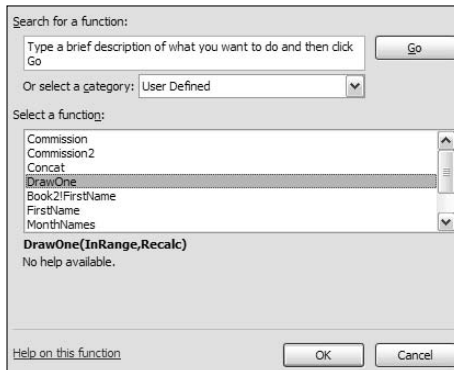 Search for a function:
Type a brief description of what you want to do and then click
Go
Go
Or select a category: User Defined
Select a function:
Commission
Commission2
Concat
DrawOne
Book2!FirstName
FirstName
MonthNames
DrawOne(InRange,Recalc)
No help available.
Help on this function
OK
Cancel